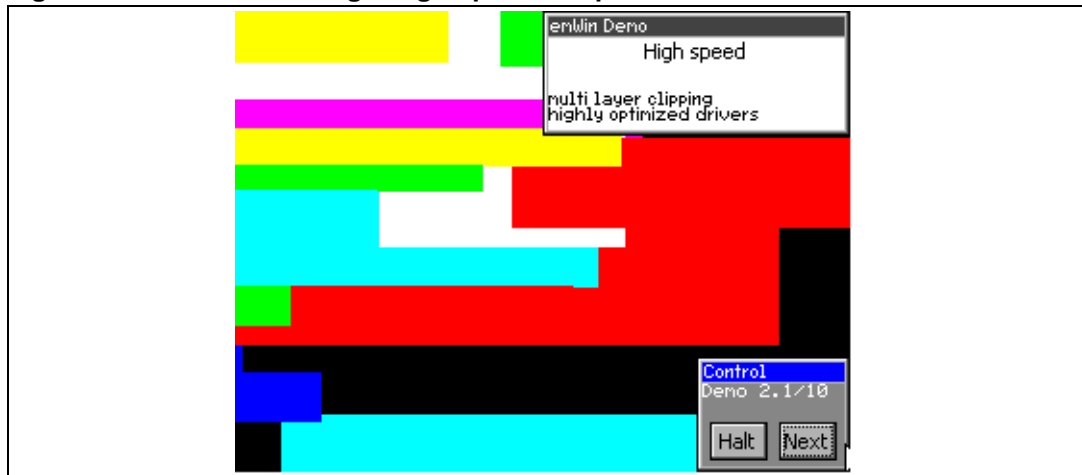 emWin Demo
High speed
multi layer clipping
highly optimized drivers
Control
Demo 2.1/10
Halt
Next